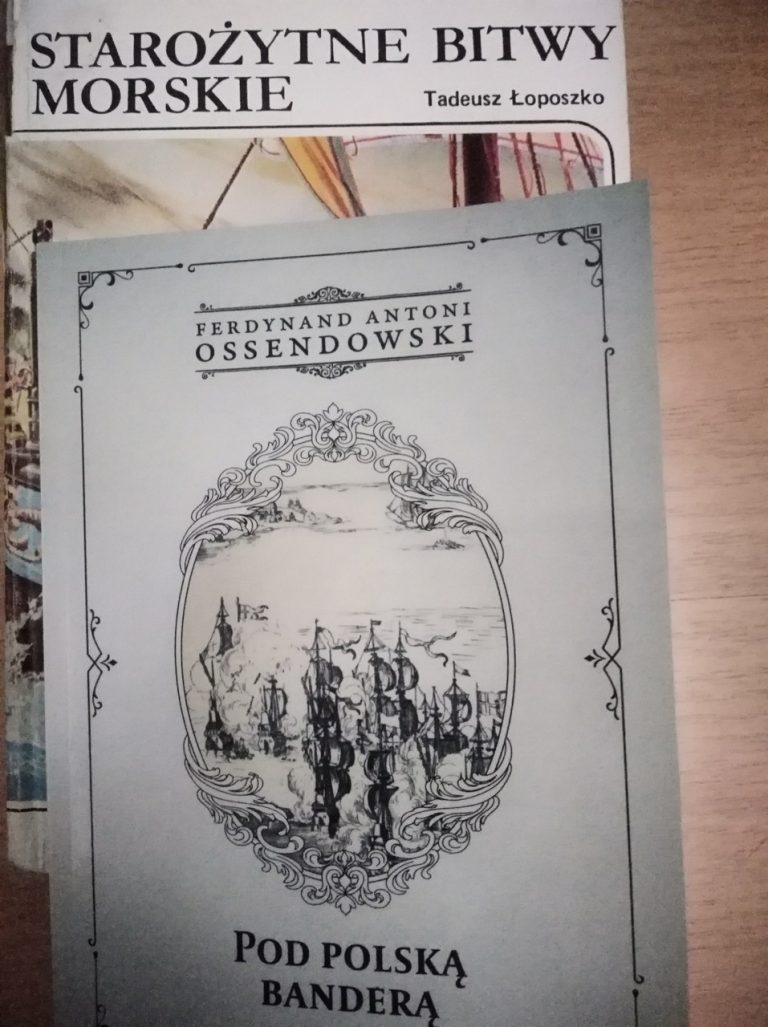 STAROŻYTNE BITWY
MORSKIE
Tadeusz Łoposzko
FERDYNAND ANTONI
OSSENDOWSKI
POD POLSKĄ
BANDERĄ